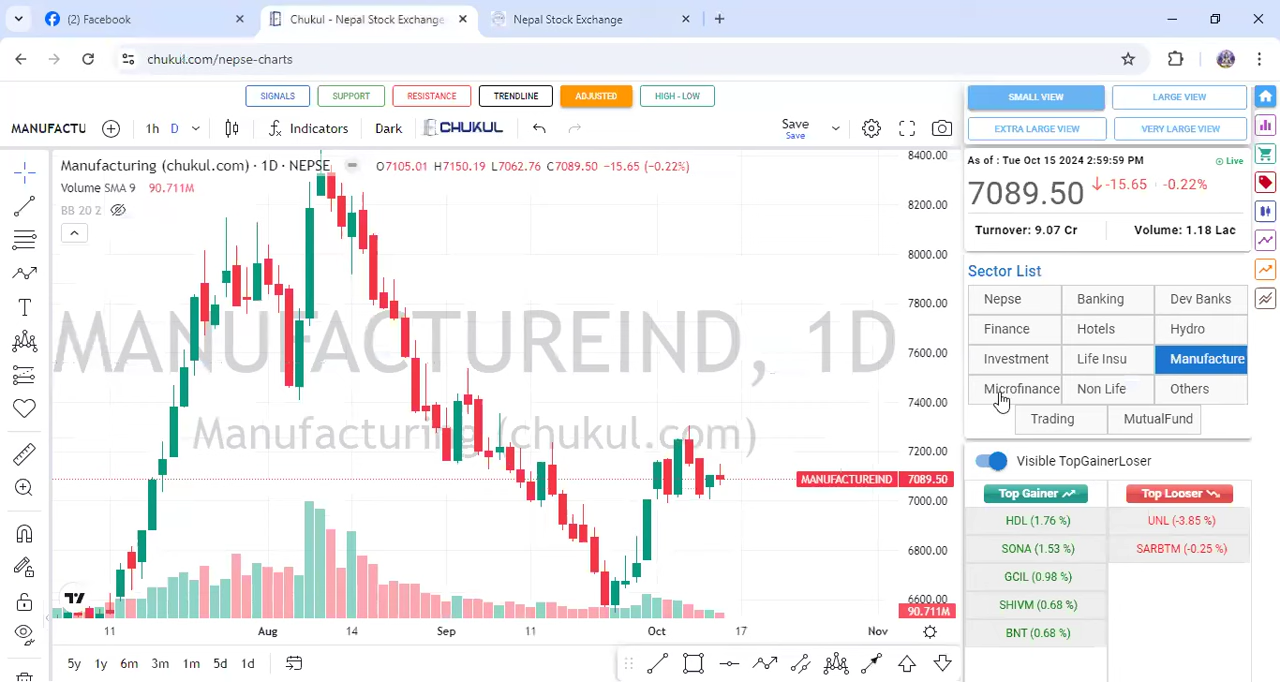 (2) Facebook
Chukul - Nepal Stock Exchange
Nepal Stock Exchange
chukul.com/nepse-charts
SIGNALS
SUPPORT
RESISTANCE
TRENDLINE
ADJUSTED
HIGH - LOW
MANUFACTU
1h
D
Indicators
Dark
CHUKUL
Save
Save
Manufacturing (chukul.com) · 1D · NEPSE
O7105.01 H7150.19 L7062.76 C7089.50 −15.65 (−0.22%)
Volume SMA 9 90.711M
BB 20 2
MANUFACTUREIND, 1D
Manufacturing (chukul.com)
8400.00
8200.00
8000.00
7800.00
7600.00
7400.00
7200.00
MANUFACTUREIND 7089.50
7000.00
6800.00
6600.00
90.711M
11 Aug 14 Sep 11 Oct 17 Nov
5y 1y 6m 3m 1m 5d 1d
SMALL VIEW
LARGE VIEW
EXTRA LARGE VIEW
VERY LARGE VIEW
As of : Tue Oct 15 2024 2:59:59 PM
Live
7089.50 -15.65 -0.22%
Turnover: 9.07 Cr
Volume: 1.18 Lac
Sector List
Nepse Banking Dev Banks
Finance Hotels Hydro
Investment Life Insu Manufacture
Microfinance Non Life Others
Trading MutualFund
Visible TopGainerLoser
Top Gainer
Top Looser
HDL (1.76 %) UNL (-3.85 %)
SONA (1.53 %) SARBTM (-0.25 %)
GCIL (0.98 %)
SHIVM (0.68 %)
BNT (0.68 %)